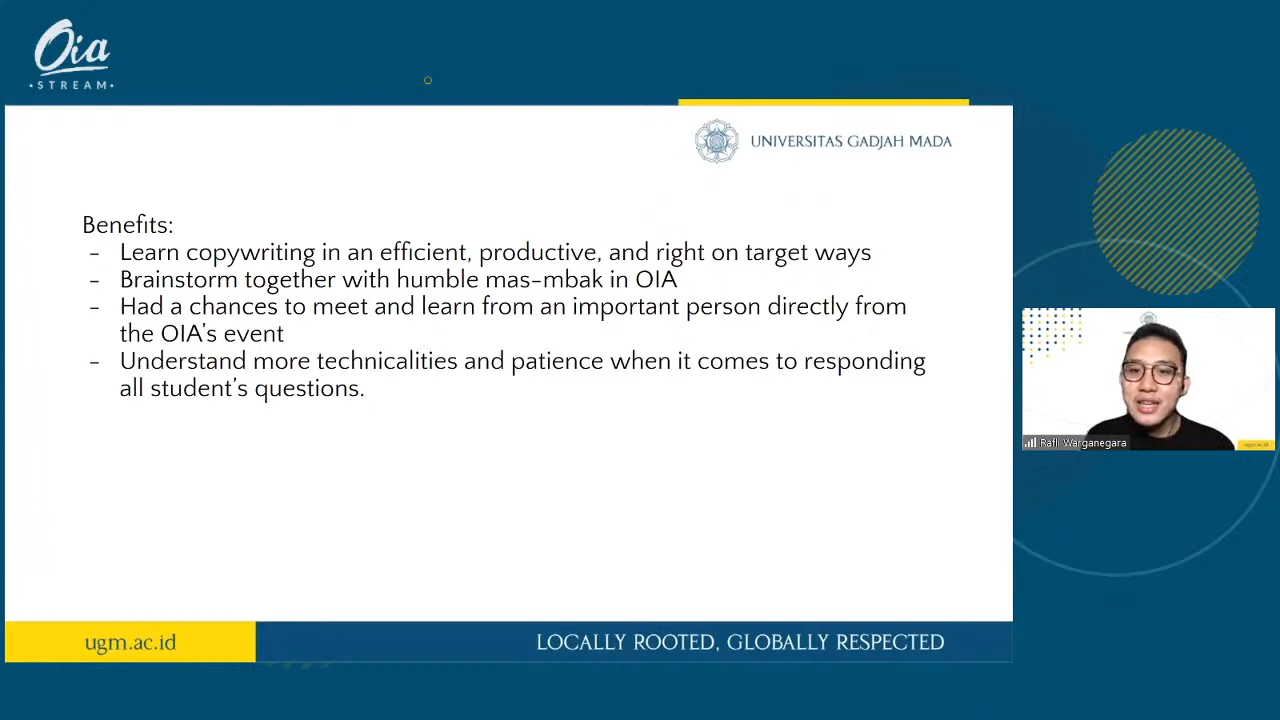 Oia
•STREAM•
UNIVERSITAS GADJAH MADA
Benefits:
- Learn copywriting in an efficient, productive, and right on target ways
- Brainstorm together with humble mas-mbak in OIA
- Had a chances to meet and learn from an important person directly from
the OIA's event
- Understand more technicalities and patience when it comes to responding
all student's questions.
Rafli Warganegara
ugm.ac.id
LOCALLY ROOTED, GLOBALLY RESPECTED